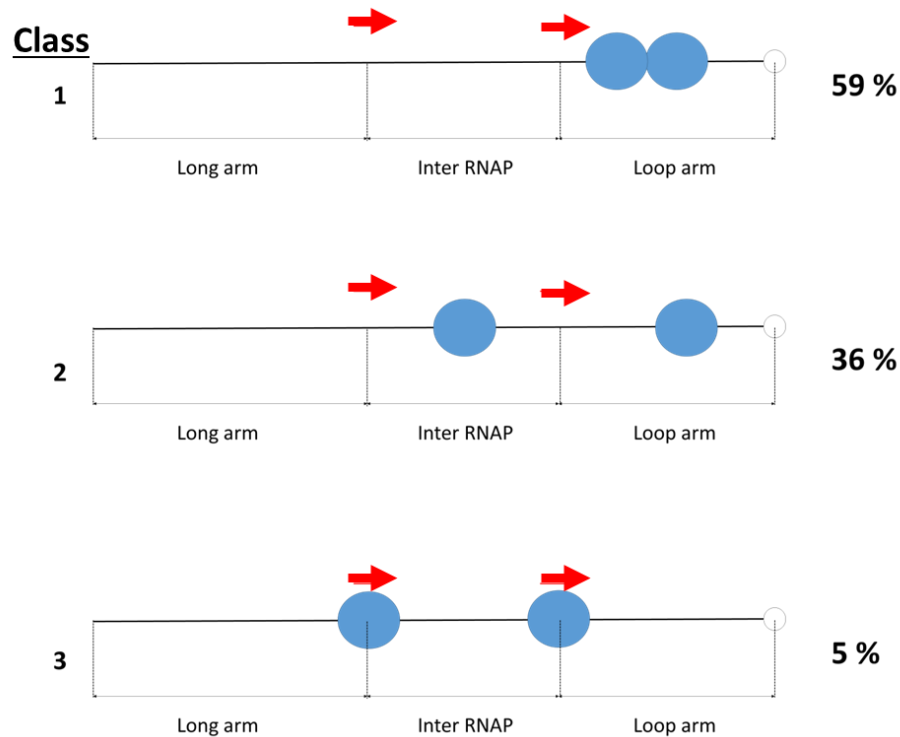 Class
1
59 %
Long arm Inter RNAP Loop arm
2
36 %
Long arm Inter RNAP Loop arm
3
5 %
Long arm Inter RNAP Loop arm